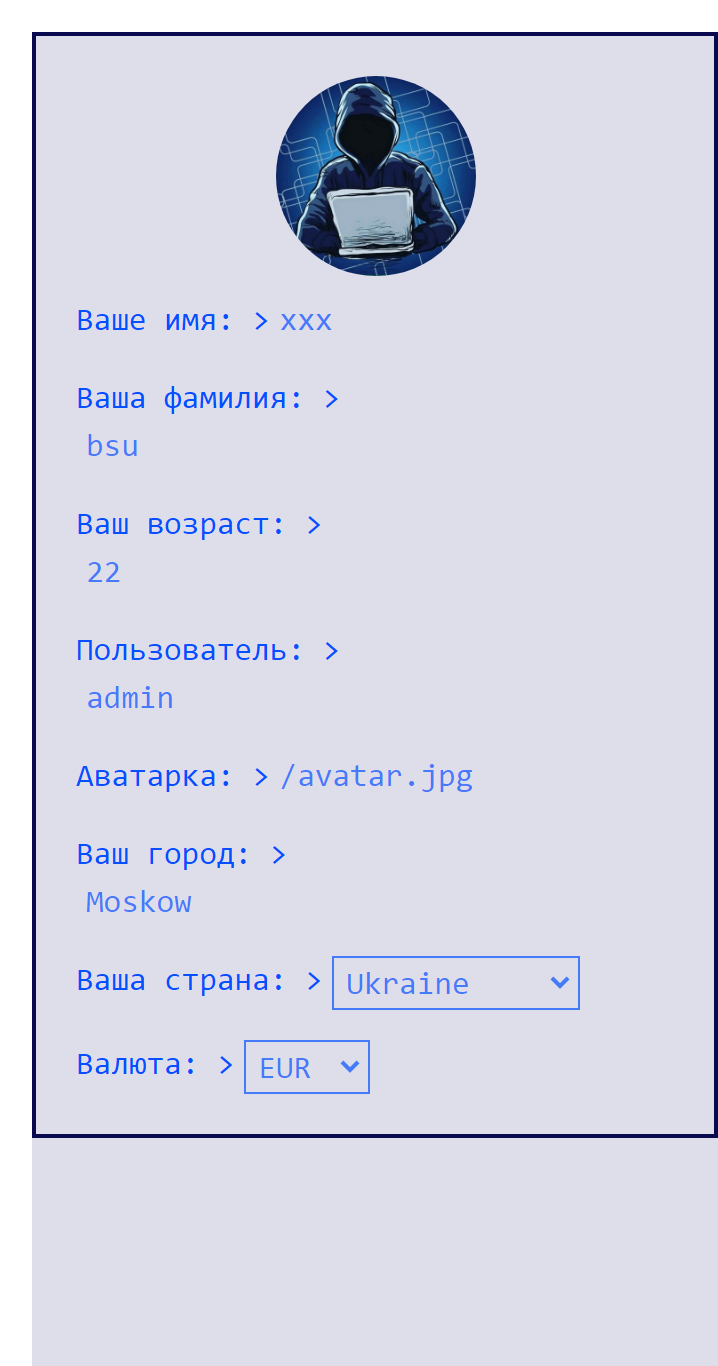 Ваше имя: > xxx
Ваша фамилия: >
bsu
Ваш возраст: >
22
Пользователь: >
admin
Аватарка: > /avatar.jpg
Ваш город: >
Moskow
Ваша страна: > Ukraine
Валюта: > EUR